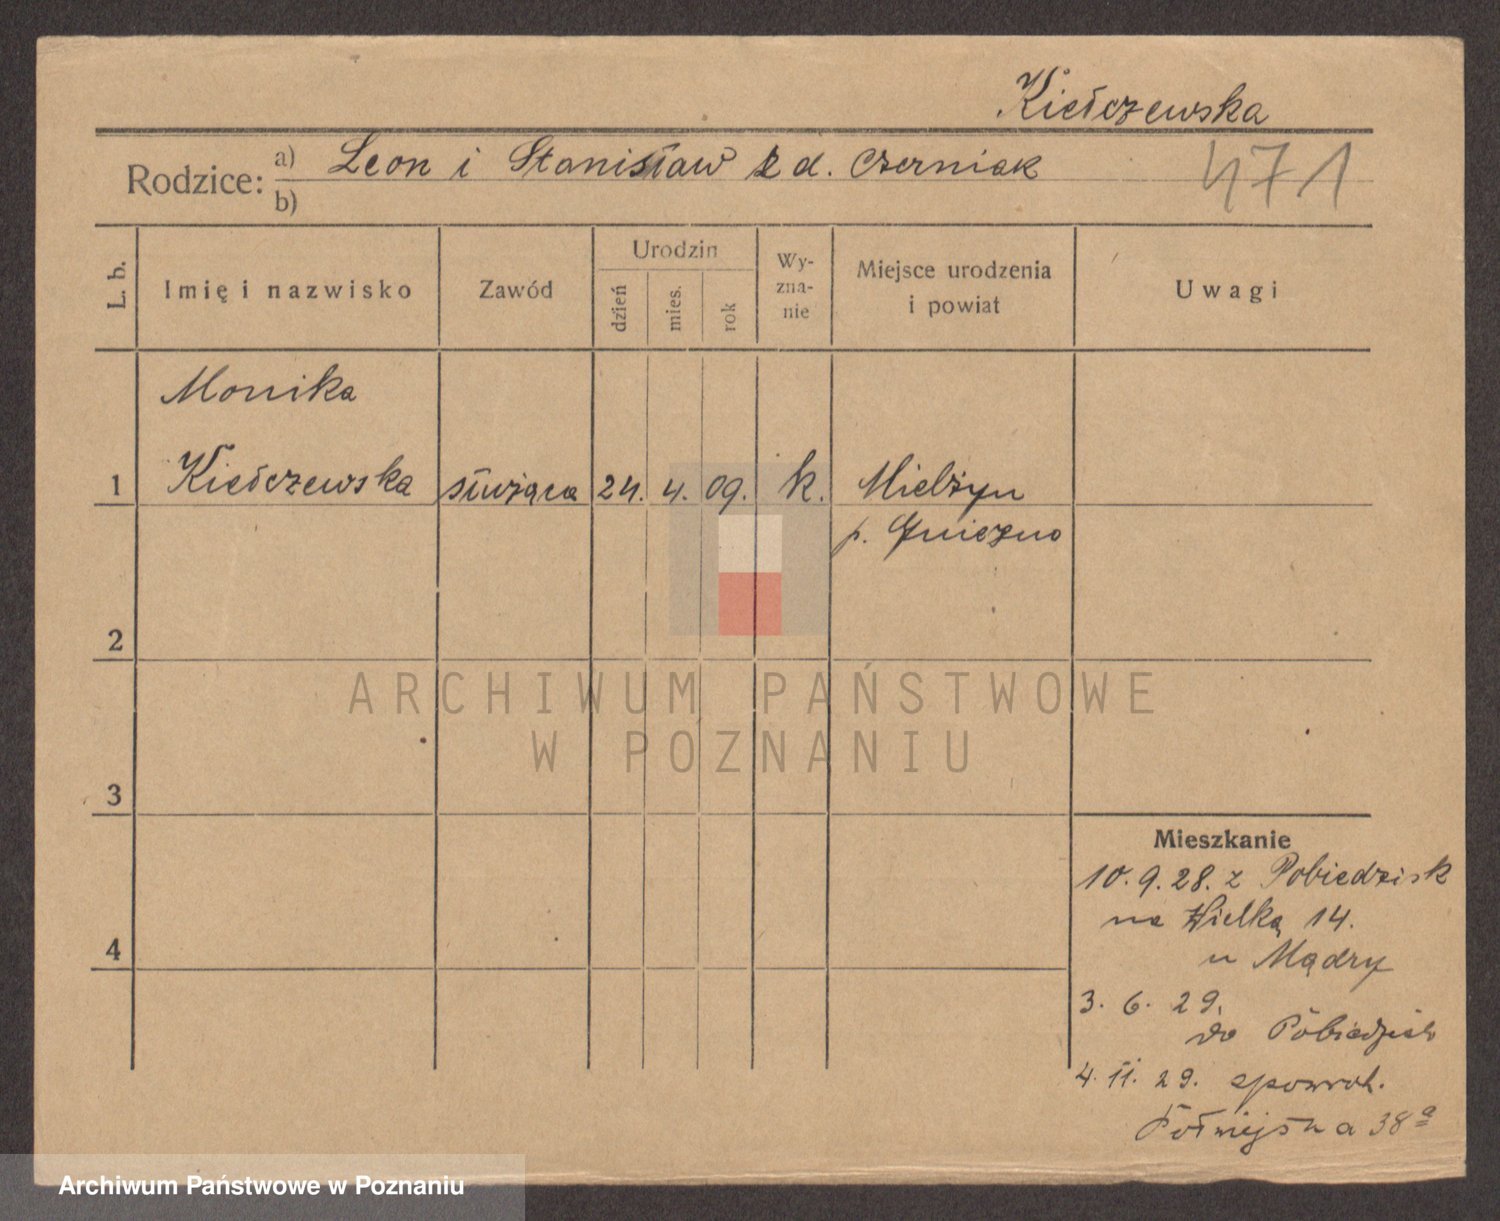 Kiełczewska
Rodzice: a) Leon i Stanisław z d. Czerniak
471
b)
L. b.
Imię i nazwisko
Zawód
Urodzin
dzień
mies.
rok
Wy-
zna-
nie
Miejsce urodzenia
i powiat
Uwagi
Monika
1 Kiełczewska służąca 24. 4. 09. k. Mielżyn
p. Gniezno
2
3
4
Mieszkanie
10. 9. 28. z Pobiedzisk
na Wielką 14.
u Mądry
3. 6. 29.
do Pobiedzisk
4. 11. 29. spowrot.
38a
ARCHIWUM PAŃSTWOWE
W POZNANIU
Archiwum Państwowe w Poznaniu